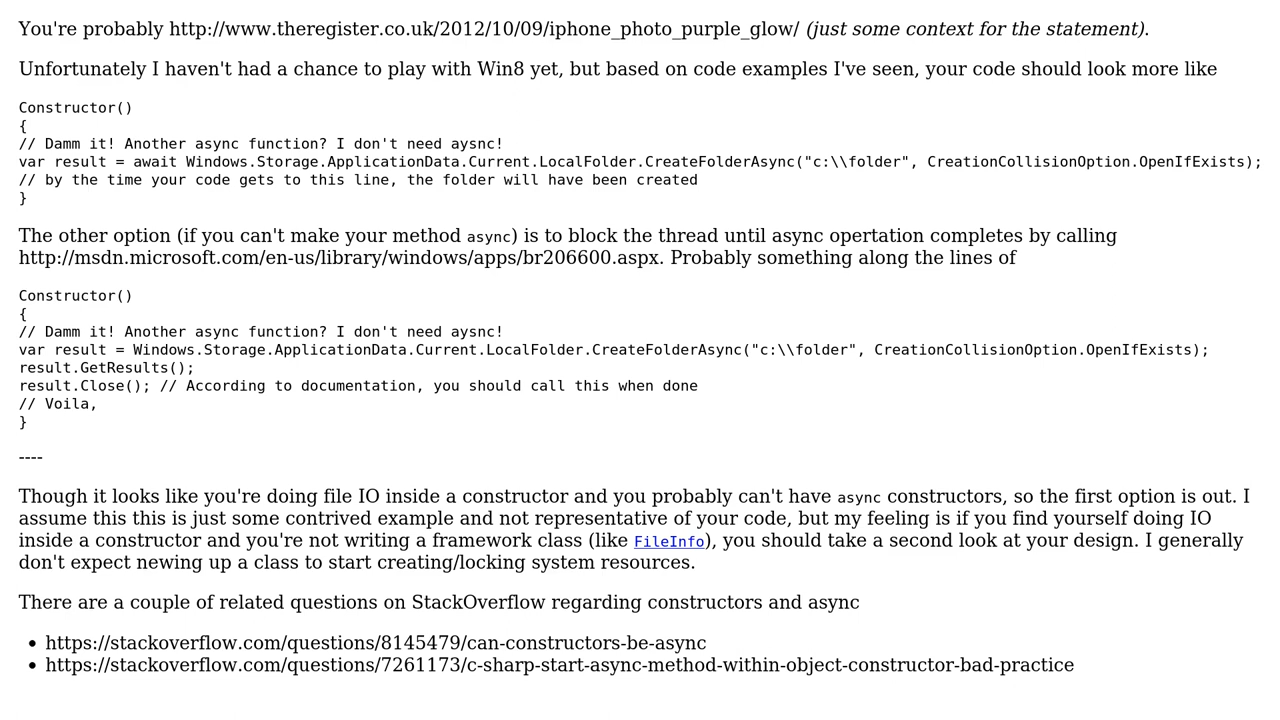 You're probably http://www.theregister.co.uk/2012/10/09/iphone_photo_purple_glow/ (just some context for the statement).
Unfortunately I haven't had a chance to play with Win8 yet, but based on code examples I've seen, your code should look more like
Constructor()
{
// Damm it! Another async function? I don't need aysnc!
var result = await Windows.Storage.ApplicationData.Current.LocalFolder.CreateFolderAsync("c:\\folder", CreationCollisionOption.OpenIfExists);
// by the time your code gets to this line, the folder will have been created
}
The other option (if you can't make your method async) is to block the thread until async opertation completes by calling
http://msdn.microsoft.com/en-us/library/windows/apps/br206600.aspx. Probably something along the lines of
Constructor()
{
// Damm it! Another async function? I don't need aysnc!
var result = Windows.Storage.ApplicationData.Current.LocalFolder.CreateFolderAsync("c:\\folder", CreationCollisionOption.OpenIfExists);
result.GetResults();
result.Close(); // According to documentation, you should call this when done
// Voila,
}
----
Though it looks like you're doing file IO inside a constructor and you probably can't have async constructors, so the first option is out. I
assume this this is just some contrived example and not representative of your code, but my feeling is if you find yourself doing IO
inside a constructor and you're not writing a framework class (like FileInfo), you should take a second look at your design. I generally
don't expect newing up a class to start creating/locking system resources.
There are a couple of related questions on StackOverflow regarding constructors and async
• https://stackoverflow.com/questions/8145479/can-constructors-be-async
• https://stackoverflow.com/questions/7261173/c-sharp-start-async-method-within-object-constructor-bad-practice